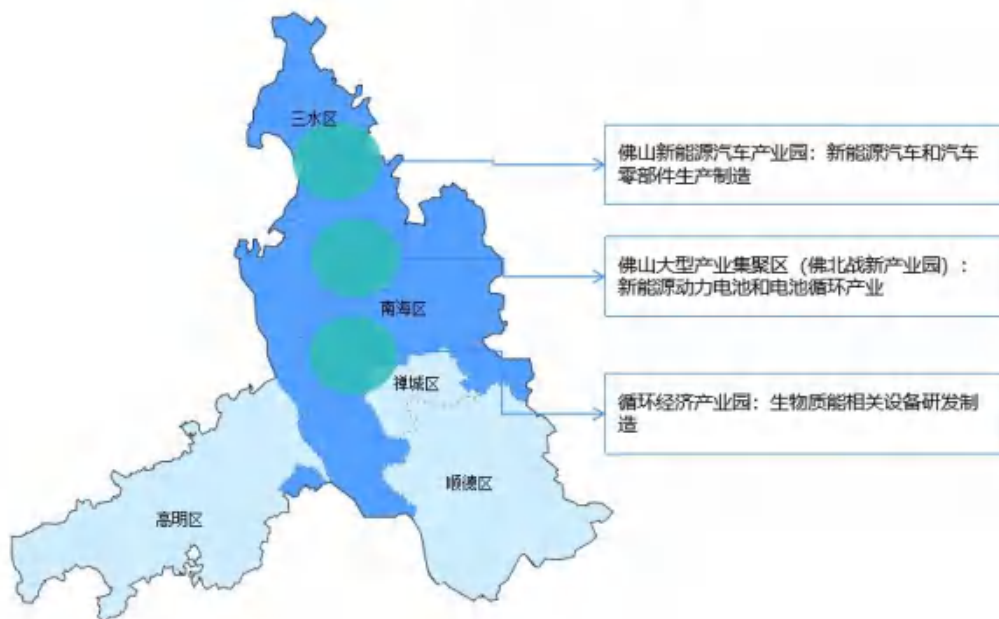 三水区
佛山新能源汽车产业园：新能源汽车和汽车
零部件生产制造
佛山大型产业集聚区（佛北战新产业园）：
新能源动力电池和电池循环产业
南海区
禅城区
循环经济产业园：生物质能相关设备研发制
造
顺德区
高明区